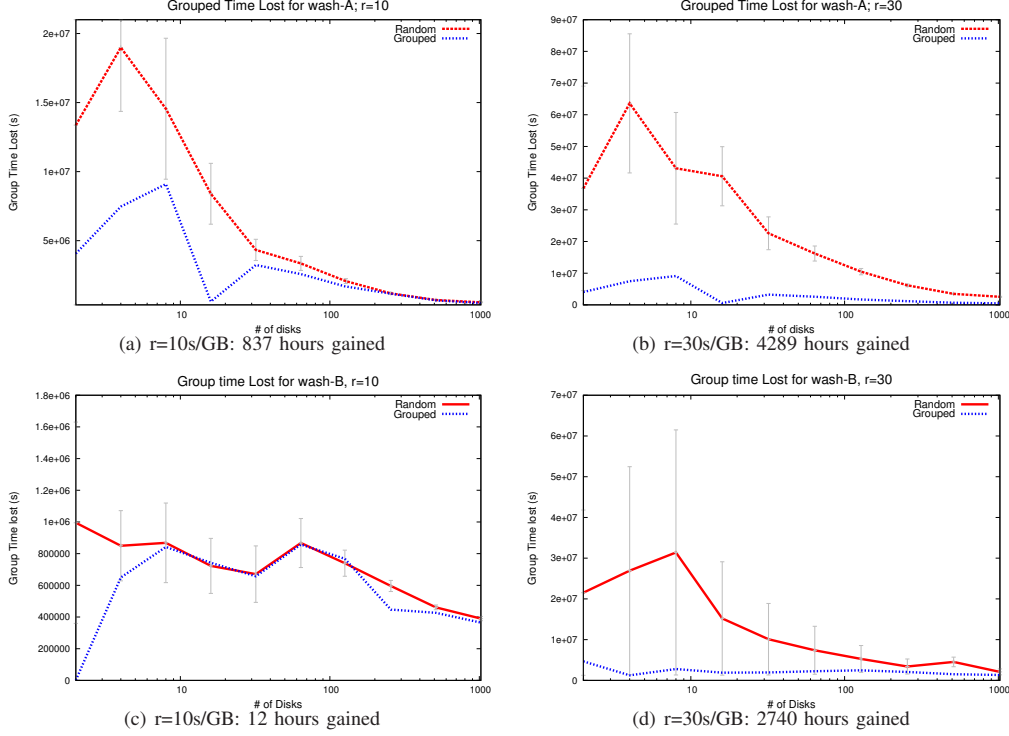 Grouped Time Lost for wash-A; r=10
Group Time Lost (s)
2e+07
1.5e+07
1e+07
5e+06
Random
Grouped
10
100
1000
# of disks
(a) r=10s/GB: 837 hours gained
Grouped Time Lost for wash-A; r=30
Group Time Lost (s)
9e+07
8e+07
7e+07
6e+07
5e+07
4e+07
3e+07
2e+07
1e+07
0
Random
Grouped
10
100
1000
# of disks
(b) r=30s/GB: 4289 hours gained
Group time Lost for wash-B, r=10
Group Time lost (s)
1.8e+06
1.6e+06
1.4e+06
1.2e+06
1e+06
800000
600000
400000
200000
0
Random
Grouped
10
100
1000
# of Disks
(c) r=10s/GB: 12 hours gained
Group time Lost for wash-B, r=30
Group Time Lost (s)
7e+07
6e+07
5e+07
4e+07
3e+07
2e+07
1e+07
0
Random
Grouped
10
100
1000
# of Disks
(d) r=30s/GB: 2740 hours gained